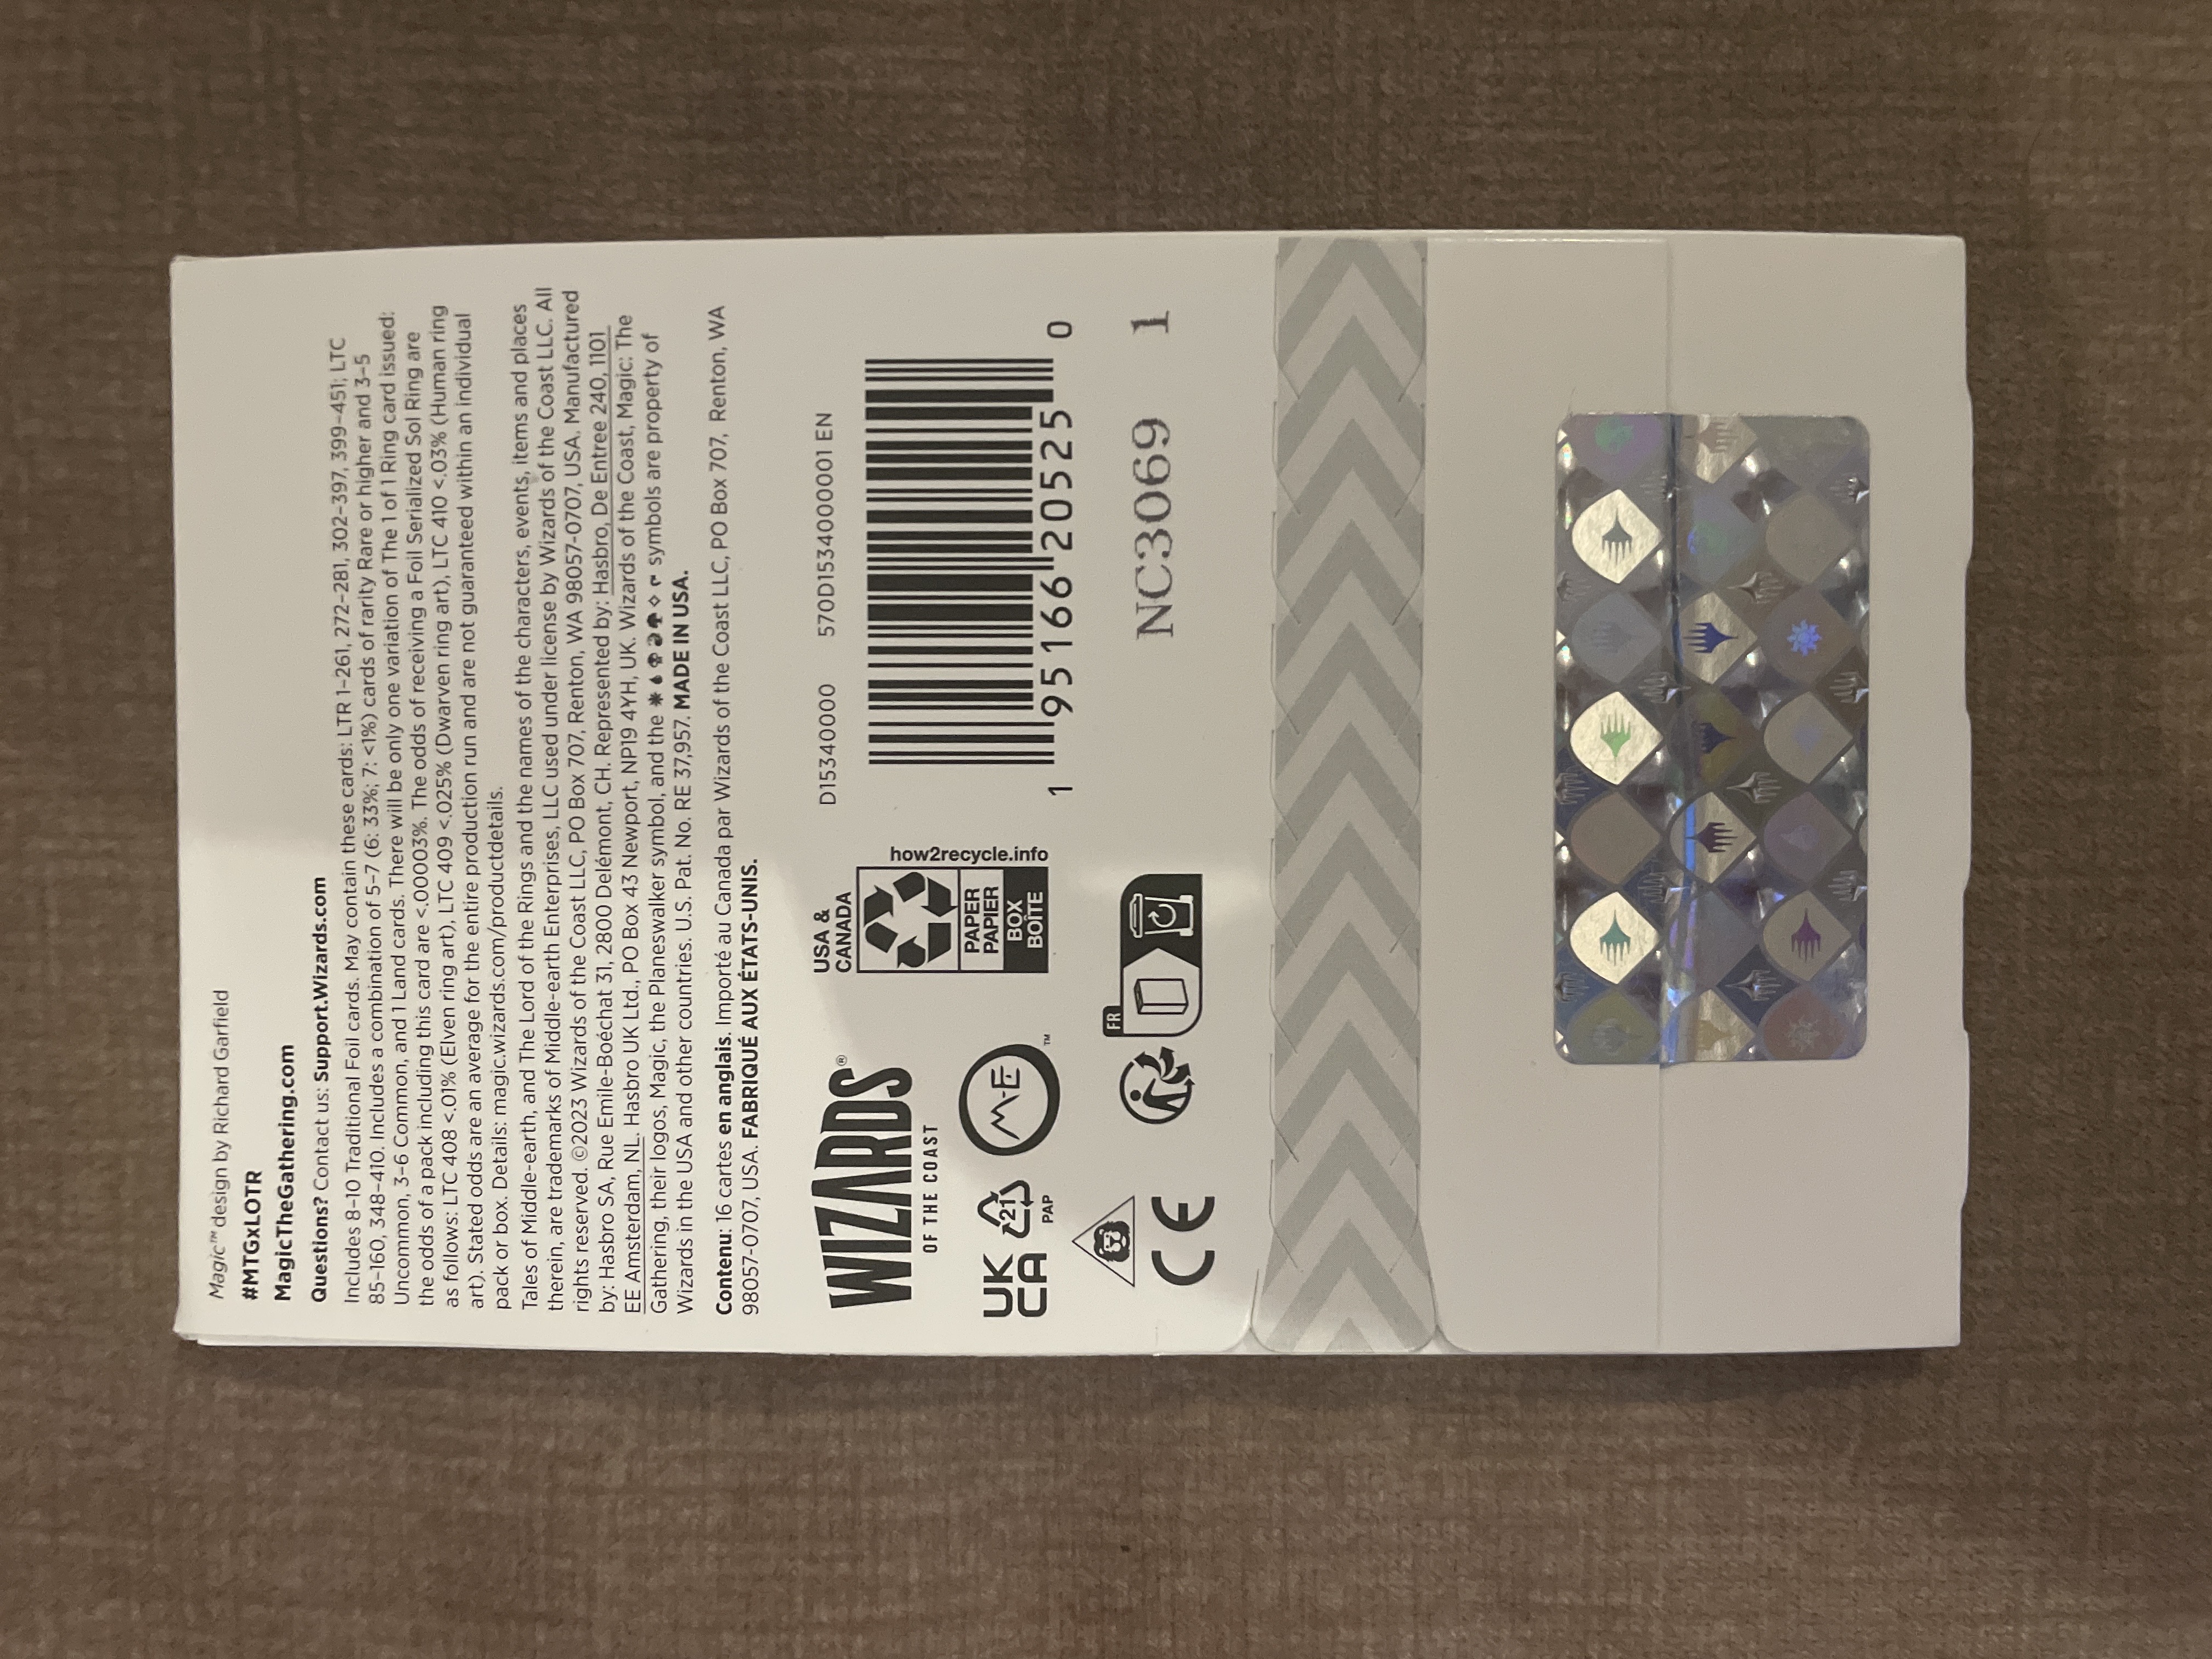 Magic™ design by Richard Garfield
#MTGxLOTR
MagicTheGathering.com
Questions? Contact us: Support.Wizards.com
Includes 8–10 Traditional Foil cards. May contain these cards: LTR 1–261, 272–281, 302–397, 399–451; LTC
85–160, 348–410. Includes a combination of 5–7 (6: 33%; 7: <1%) cards of rarity Rare or higher and 3–5
Uncommon, 3–6 Common, and 1 Land cards. There will be only one variation of The 1 of 1 Ring card issued:
the odds of a pack including this card are <.00003%. The odds of receiving a Foil Serialized Sol Ring are
as follows: LTC 408 <.01% (Elven ring art), LTC 409 <.025% (Dwarven ring art), LTC 410 <.03% (Human ring
art). Stated odds are an average for the entire production run and are not guaranteed within an individual
pack or box. Details: magic.wizards.com/productdetails.
Tales of Middle-earth, and The Lord of the Rings and the names of the characters, events, items and places
therein, are trademarks of Middle-earth Enterprises, LLC used under license by Wizards of the Coast LLC. All
rights reserved. ©2023 Wizards of the Coast LLC, PO Box 707, Renton, WA 98057-0707, USA. Manufactured
by: Hasbro SA, Rue Emile-Boéchat 31, 2800 Delémont, CH. Represented by: Hasbro, De Entree 240, 1101
EE Amsterdam, NL. Hasbro UK Ltd., PO Box 43 Newport, NP19 4YH, UK. Wizards of the Coast, Magic: The
Gathering, their logos, Magic, the Planeswalker symbol, and the symbols are property of
Wizards in the USA and other countries. U.S. Pat. No. RE 37,957. MADE IN USA.
Contenu: 16 cartes en anglais. Importé au Canada par Wizards of the Coast LLC, PO Box 707, Renton, WA
98057-0707, USA. FABRIQUÉ AUX ÉTATS-UNIS.
WIZARDS®
OF THE COAST
USA &
CANADA
how2recycle.info
PAPER
PAPIER
BOX
BOÎTE
D15340000 570D1534000001 EN
1 95166 20525 0
UK
CA
21
PAP
M-E™
CE
FR
NC3069 1